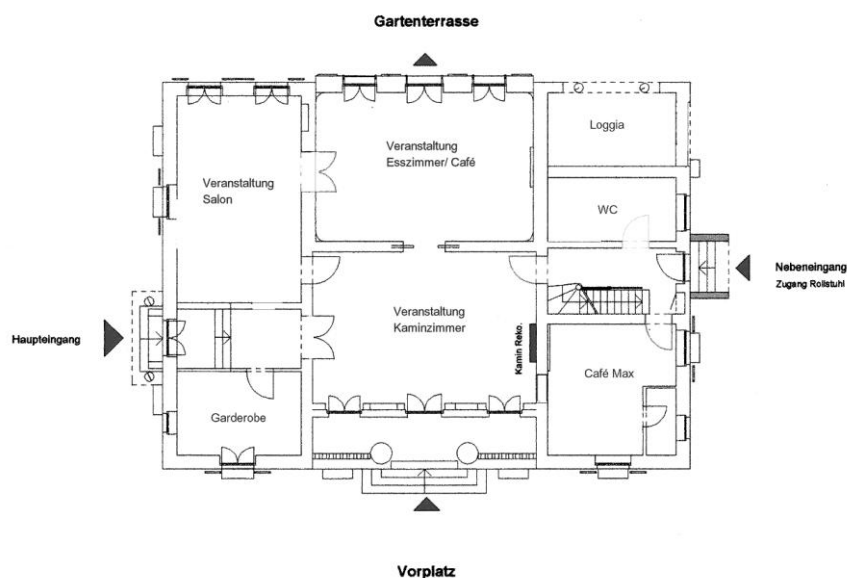 Gartenterrasse
Loggia
Veranstaltung
Esszimmer/ Café
Veranstaltung
Salon
WC
Nebeneingang
Zugang Rollstuhl
Veranstaltung
Kaminzimmer
Haupteingang
Kamin Reko.
Café Max
Garderobe
Vorplatz